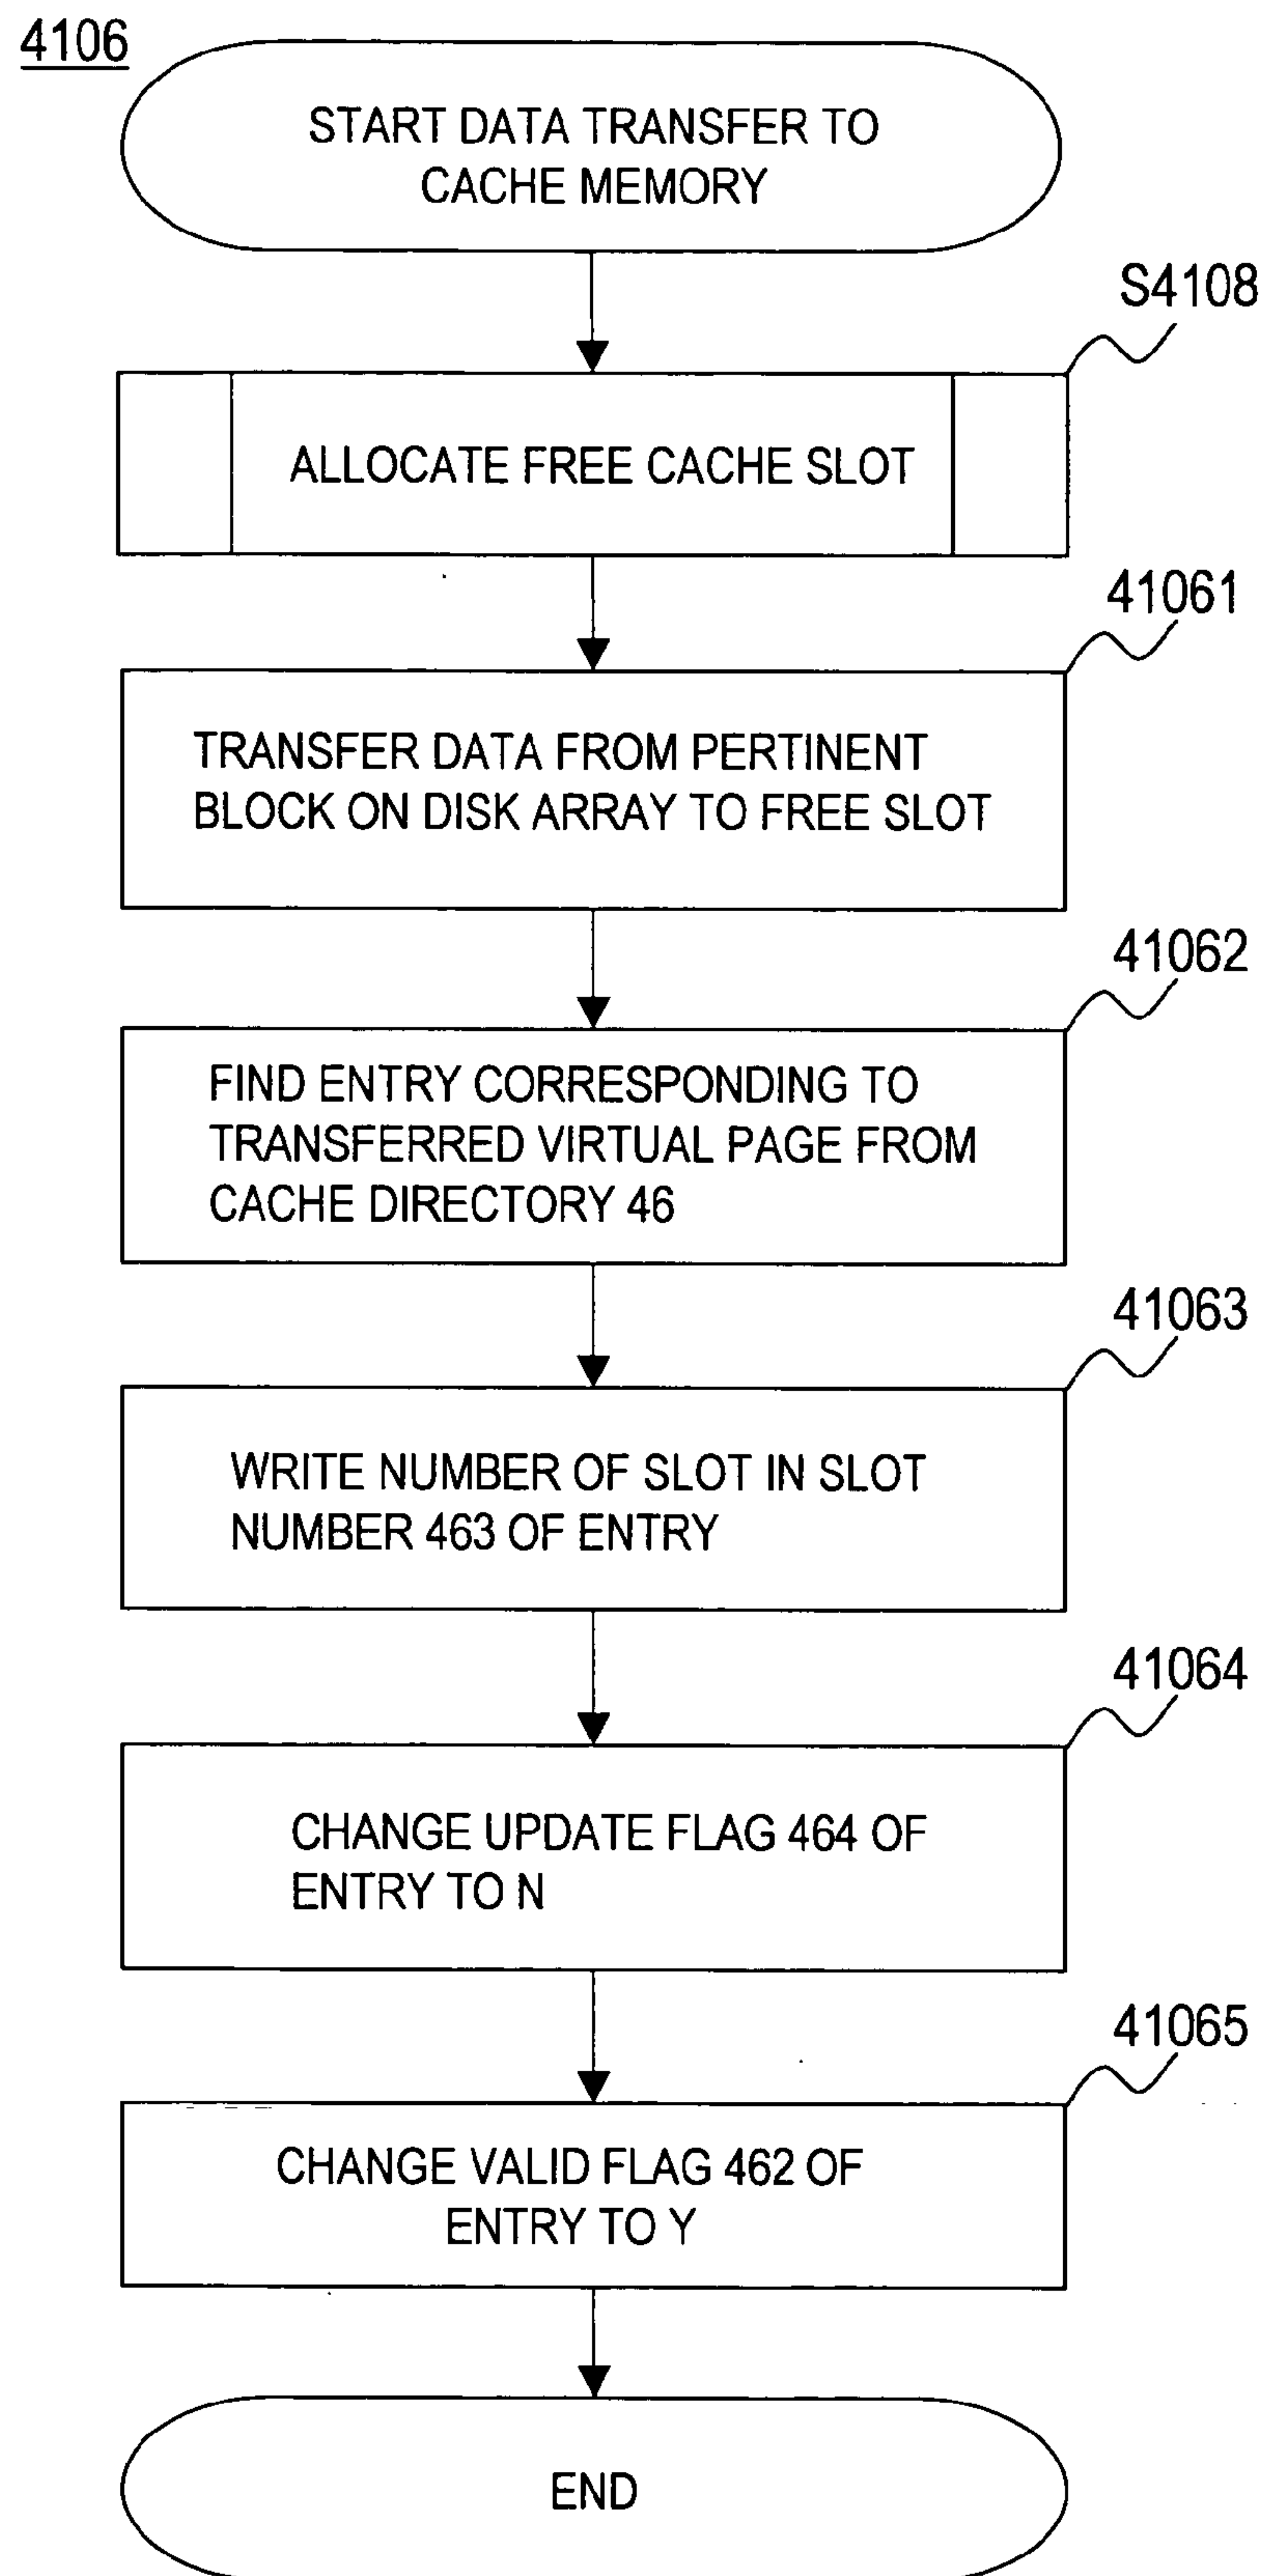 4106
START DATA TRANSFER TO
CACHE MEMORY
S4108
ALLOCATE FREE CACHE SLOT
41061
TRANSFER DATA FROM PERTINENT
BLOCK ON DISK ARRAY TO FREE SLOT
41062
FIND ENTRY CORRESPONDING TO
TRANSFERRED VIRTUAL PAGE FROM
CACHE DIRECTORY 46
41063
WRITE NUMBER OF SLOT IN SLOT
NUMBER 463 OF ENTRY
41064
CHANGE UPDATE FLAG 464 OF
ENTRY TO N
41065
CHANGE VALID FLAG 462 OF
ENTRY TO Y
END